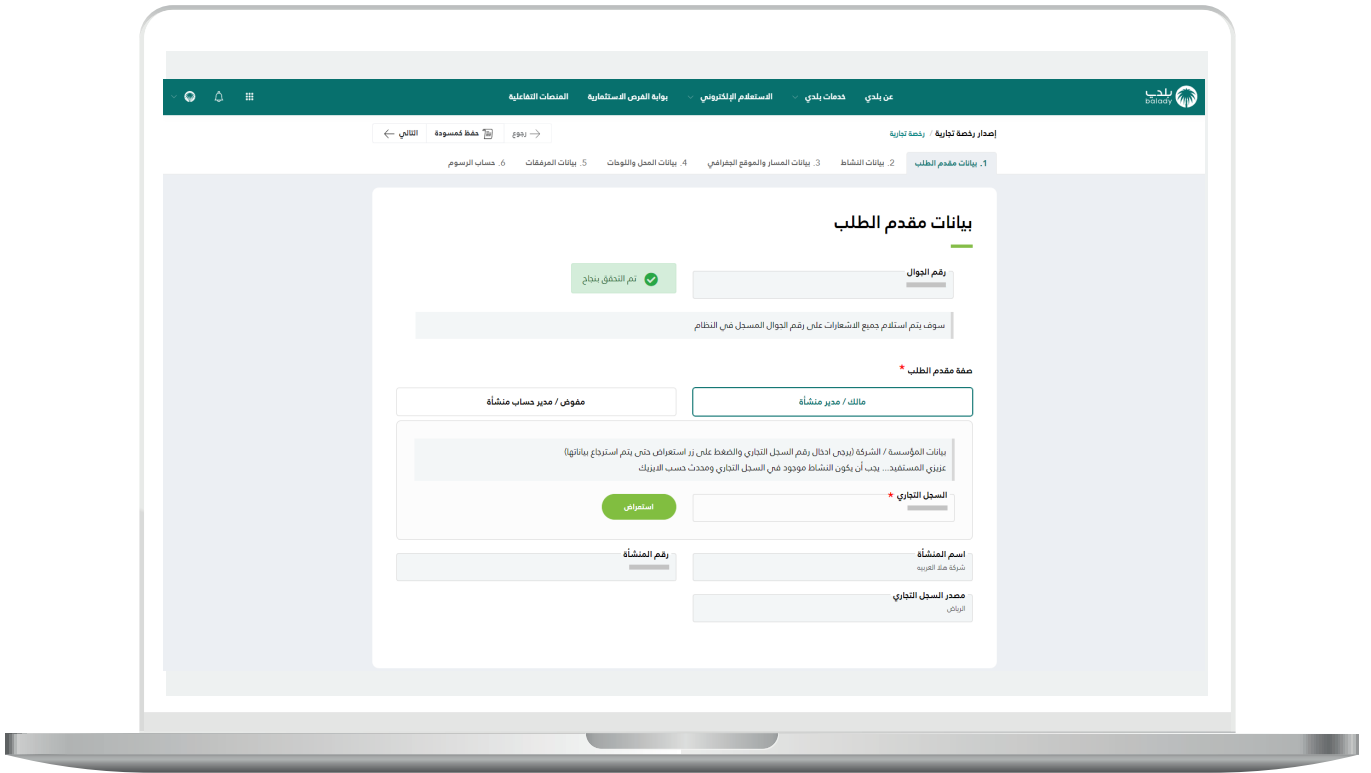 بلدي
balady
عن بلدي
خدمات بلدي
الاستعلام الإلكتروني
بوابة الفرص الاستثمارية
المنصات التفاعلية
إصدار رخصة تجارية / رخصة تجارية
رجوع
حفظ كمسودة
التالي
1. بيانات مقدم الطلب
2. بيانات النشاط
3. بيانات المسار والموقع الجغرافي
4. بيانات المحل واللوحات
5. بيانات المرفقات
6. حساب الرسوم
بيانات مقدم الطلب
رقم الجوال
تم التحقق بنجاح
سوف يتم استلام جميع الاشعارات على رقم الجوال المسجل في النظام
صفة مقدم الطلب *
مالك / مدير منشأة
مفوض / مدير حساب منشأة
بيانات المؤسسة / الشركة (يرجى ادخال رقم السجل التجاري والضغط على زر استعراض حتى يتم استرجاع بياناتها)
عزيزي المستفيد... يجب أن يكون النشاط موجود في السجل التجاري ومحدث حسب الايزيك
السجل التجاري *
استعراض
اسم المنشأة
شركة هلا العربيه
رقم المنشأة
مصدر السجل التجاري
الرياض